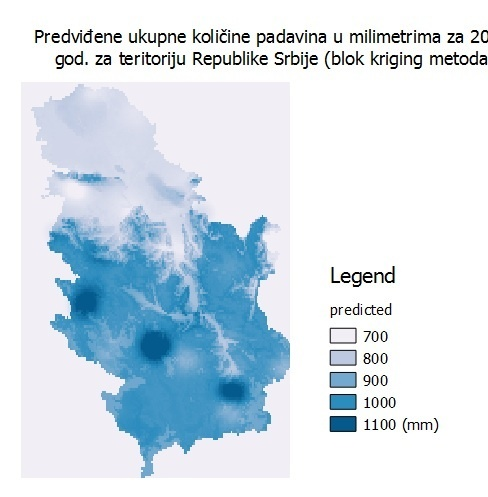 Predviđene ukupne količine padavina u milimetrima za 20
god. za teritoriju Republike Srbije (blok kriging metoda
Legend
predicted
700
800
900
1000
1100 (mm)